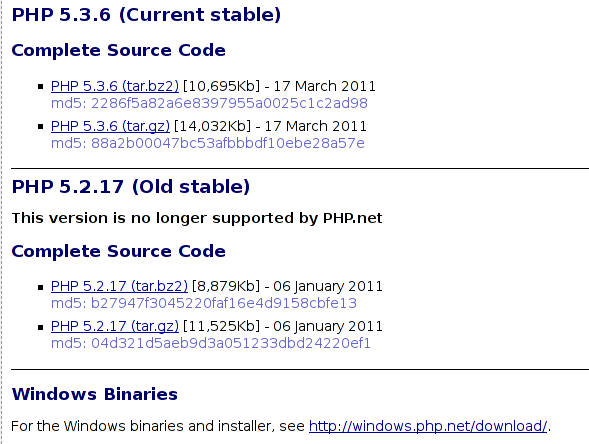 PHP 5.3.6 (Current stable)
Complete Source Code
PHP 5.3.6 (tar.bz2) [10,695Kb] - 17 March 2011
md5: 2286f5a82a6e8397955a0025c1c2ad98
PHP 5.3.6 (tar.gz) [14,032Kb] - 17 March 2011
md5: 88a2b00047bc53afbbbdf10ebe28a57e
PHP 5.2.17 (Old stable)
This version is no longer supported by PHP.net
Complete Source Code
PHP 5.2.17 (tar.bz2) [8,879Kb] - 06 January 2011
md5: b27947f3045220faf16e4d9158cbfe13
PHP 5.2.17 (tar.gz) [11,525Kb] - 06 January 2011
md5: 04d321d5aeb9d3a051233dbd24220ef1
Windows Binaries
For the Windows binaries and installer, see http://windows.php.net/download/.